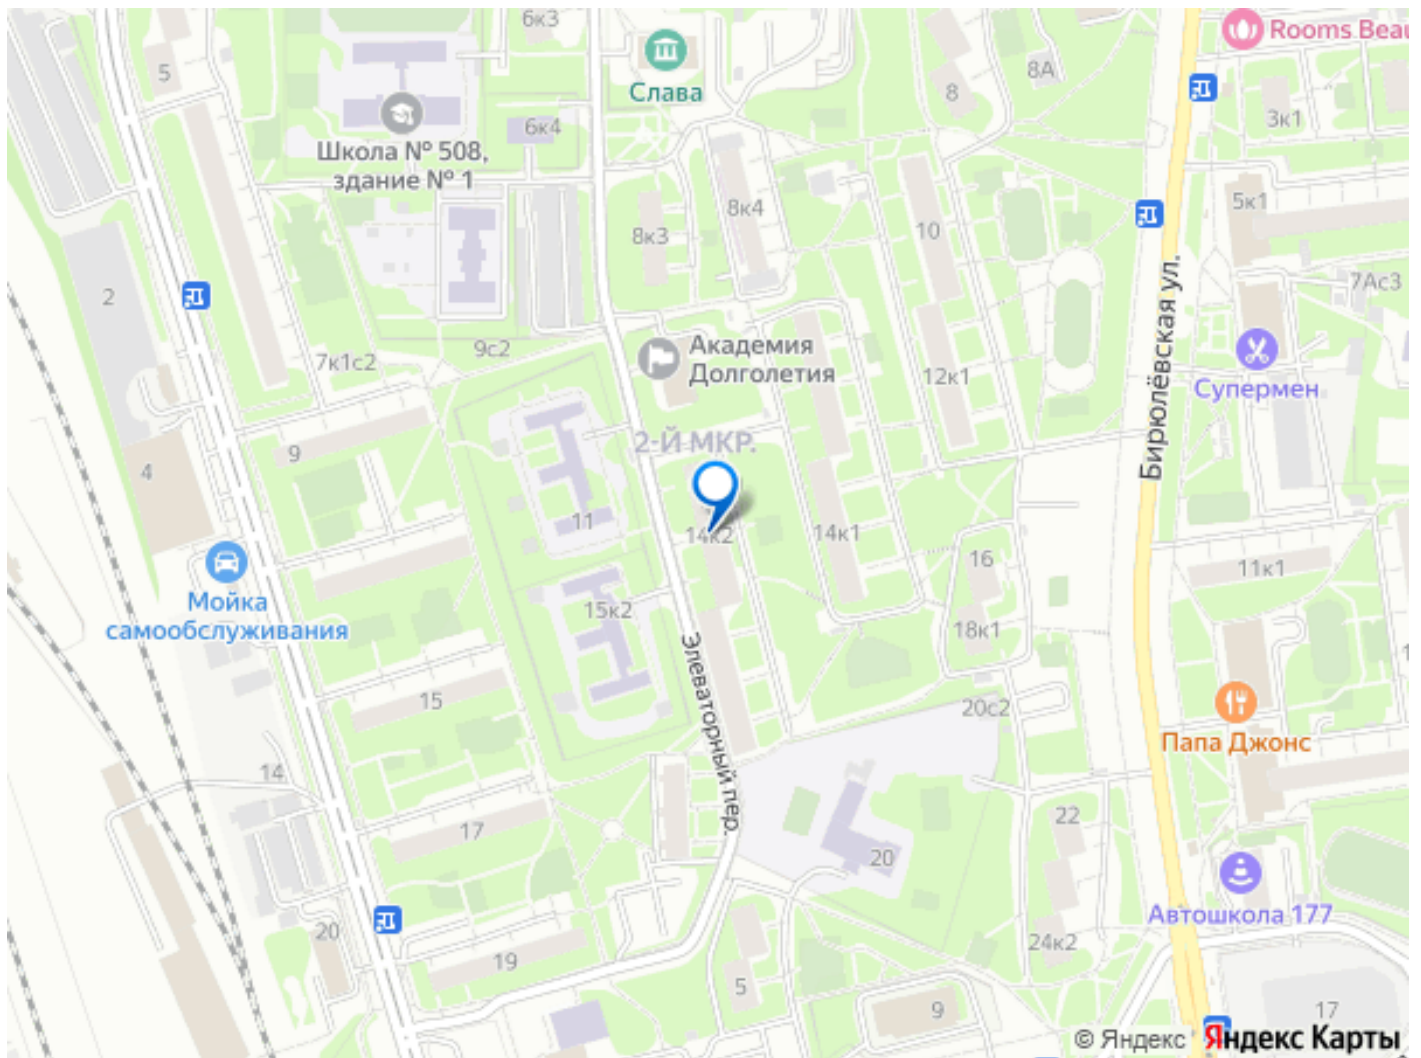 6к3
Rooms Beau
5
Слава
8А
8
3к1
6к4
Школа № 508,
здание № 1
8к4
5к1
8к3
10
2
7Ас3
Бирюлёвская ул.
9с2
7к1с2
Академия
Долголетия
12к1
Супермен
2-Й МКР.
9
4
11
14к2
14к1
16
11к1
Мойка
самообслуживания
15к2
18к1
Элеваторный пер.
15
20с2
Папа Джонс
14
17
22
20
Автошкола 177
20
24к2
19
5
9
17
© Яндекс
Яндекс Карты